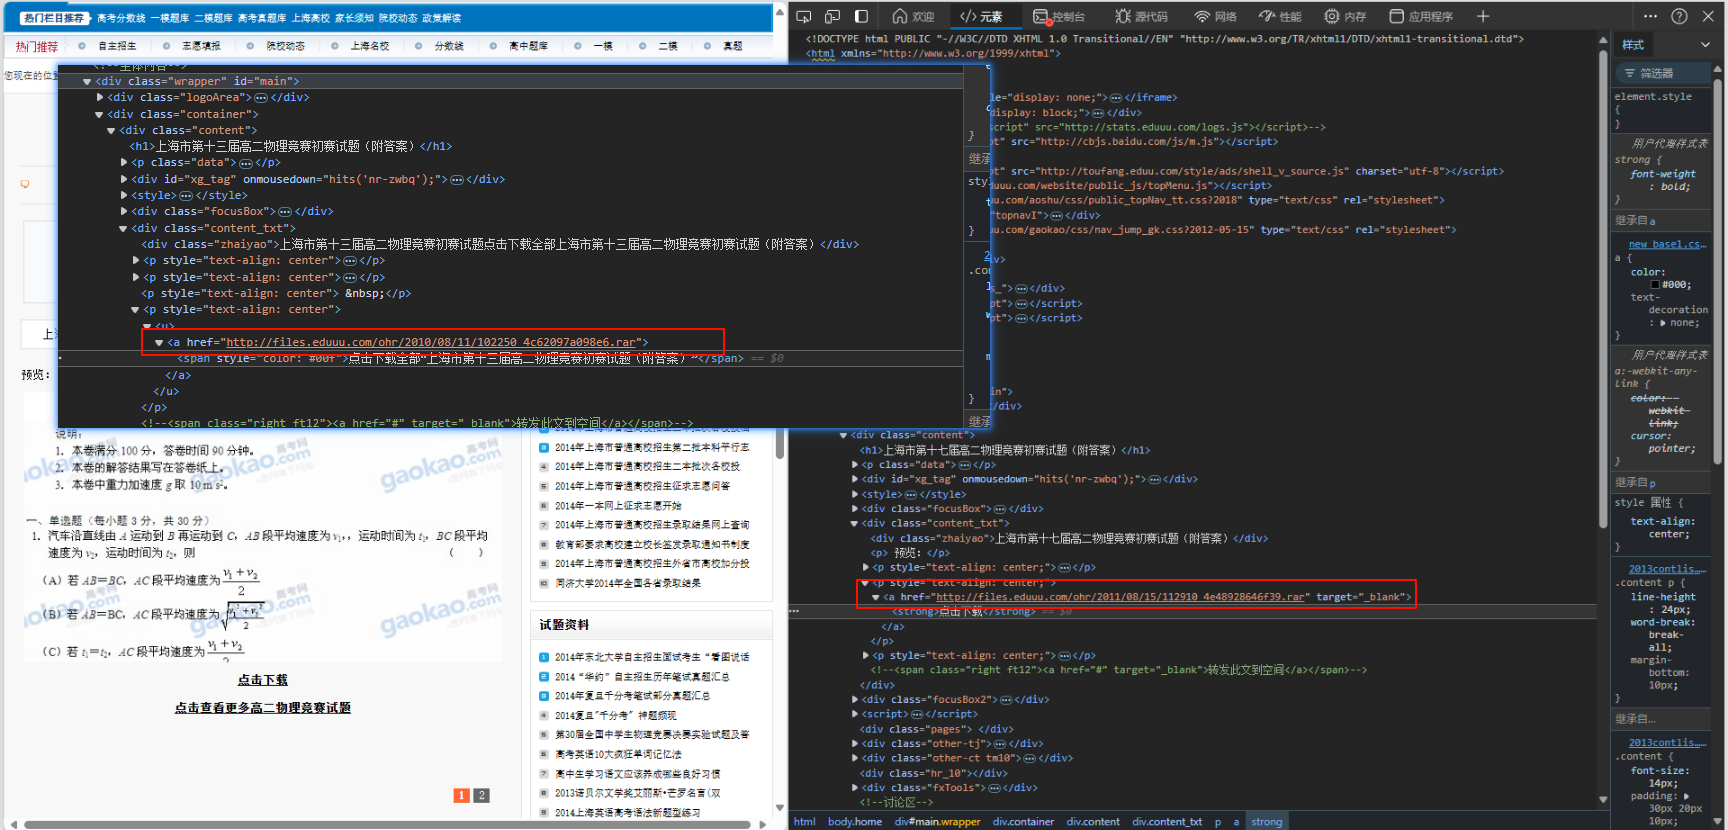 热门栏目推荐 高考分数线 一模题库 二模题库 高考真题库 上海高校 家长须知 院校动态 政策解读
热门推荐 自主招生 志愿填报 院校动态 上海名校 分数线 高中题库 一模 二模 真题
您现在的位
<!--主体内容-->
<div class="wrapper" id="main">
<div class="logoArea"></div>
<div class="container">
<div class="content">
<h1>上海市第十三届高二物理竞赛初赛试题（附答案）</h1>
<p class="data"></p>
<div id="xg_tag" onmousedown="hits('nr-zwbq');"></div>
<style></style>
<div class="focusBox"></div>
<div class="content_txt">
<div class="zhaiyao">上海市第十三届高二物理竞赛初赛试题点击下载全部上海市第十三届高二物理竞赛初赛试题（附答案）</div>
<p style="text-align: center"></p>
<p style="text-align: center"></p>
<p style="text-align: center"> &nbsp;</p>
<p style="text-align: center">
<u>
<a href="http://files.eduuu.com/ohr/2010/08/11/102250_4c62097a098e6.rar">
<span style="color: #00f">点击下载全部"上海市第十三届高二物理竞赛初赛试题（附答案）"</span> == $0
</a>
</u>
</p>
<!--<span class="right ft12"><a href="#" target="_blank">转发此文到空间</a></span>-->
}
继承
sty
}
.con
}
继承
上海
预览：
说明：
1. 本卷满分 100 分，答卷时间 90 分钟。
2. 本卷的解答结果写在答卷纸上。
3. 本卷中重力加速度 g 取 10 m/s²。
一、单选题（每小题 3 分，共 30 分）
1. 汽车沿直线由 A 运动到 B 再运动到 C，AB 段平均速度为 v₁，，运动时间为 t₁，BC 段平均
速度为 v₂，运动时间为 t₂，则 （ ）
（A）若 AB=BC，AC 段平均速度为 v₁+v₂ 2
（B）若 AB=BC，AC 段平均速度为 √ v₁²+v₂² 2
（C）若 t₁=t₂，AC 段平均速度为 v₁+v₂ 2
高考网
gaokao.com
点击下载
点击查看更多高二物理竞赛试题
1 2
2014年上海市普通高校招生第二批本科平行志
2014年上海市普通高校招生二本批次各校投
2014年上海市普通高校招生征求志愿问答
2014年一本网上征求志愿开始
2014年上海市普通高校招生录取结果网上查询
教育部要求高校建立校长签发录取通知书制度
2014年上海市普通高校招生外省市高校加分投
同济大学2014年全国各省录取结果
试题资料
2014年东北大学自主招生面试考生“看图说话
2014“华约”自主招生历年笔试真题汇总
2014年复旦千分考笔试部分真题汇总
2014复旦"千分考" 神题频现
第30届全国中学生物理竞赛决赛实验试题及答
高考英语10大疯狂单词记忆法
高中生学习语文应该养成哪些良好习惯
2013诺贝尔文学奖艾丽斯•芒罗名言(双
2014上海英语高考语法新题型练习
欢迎 元素 控制台 源代码 网络 性能 内存 应用程序
<!DOCTYPE html PUBLIC "-//W3C//DTD XHTML 1.0 Transitional//EN" "http://www.w3.org/TR/xhtml1/DTD/xhtml1-transitional.dtd">
<html xmlns="http://www.w3.org/1999/xhtml">
le="display: none;"></iframe>
display: block;"></div>
script" src="http://stats.eduuu.com/logs.js"></script>-->
pt" src="http://cbjs.baidu.com/js/m.js"></script>
pt" src="http://toufang.eduu.com/style/ads/shell_v_source.js" charset="utf-8"></script>
duuu.com/website/public_js/topMenu.js"></script>
uu.com/aoshu/css/public_topNav_tt.css?2018" type="text/css" rel="stylesheet">
"topnavI"></div>
uu.com/gaokao/css/nav_jump_gk.css?2012-05-15" type="text/css" rel="stylesheet">
iv>
s_"></div>
pt"></script>
pt"></script>
in">
/div>
<div class="content">
<h1>上海市第十七届高二物理竞赛初赛试题（附答案）</h1>
<p class="data"></p>
<div id="xg_tag" onmousedown="hits('nr-zwbq');"></div>
<style></style>
<div class="focusBox"></div>
<div class="content_txt">
<div class="zhaiyao">上海市第十七届高二物理竞赛初赛试题（附答案）</div>
<p> 预览：</p>
<p style="text-align: center;"></p>
<p style="text-align: center;">
<a href="http://files.eduuu.com/ohr/2011/08/15/112910_4e48928646f39.rar" target="_blank">
<strong>点击下载</strong> == $0
</a>
</p>
<p style="text-align: center;"></p>
<!--<span class="right ft12"><a href="#" target="_blank">转发此文到空间</a></span>-->
</div>
<div class="focusBox2"></div>
<script></script>
<div class="pages"> </div>
<div class="other-tj"></div>
<div class="other-ct tm10"></div>
<div class="hr_10"></div>
<div class="fxTools"></div>
<!--讨论区-->
html body.home div#main.wrapper div.container div.content div.content_txt p a strong
样式
筛选器
element.style
{
}
用户代理样式表
strong {
font-weight
: bold;
}
继承自 a
new_base1.cs…
a {
color:
#000;
text-
decoration
: none;
}
用户代理样式表
a:-webkit-any-
link {
color: -
webkit-
link;
cursor:
pointer;
}
继承自 p
style 属性 {
text-align:
center;
}
2013contlis…
.content p {
line-height
: 24px;
word-break:
break-
all;
margin-
bottom:
10px;
}
继承自…
2013contlis…
.content {
font-size:
14px;
padding:
30px 20px
10px;